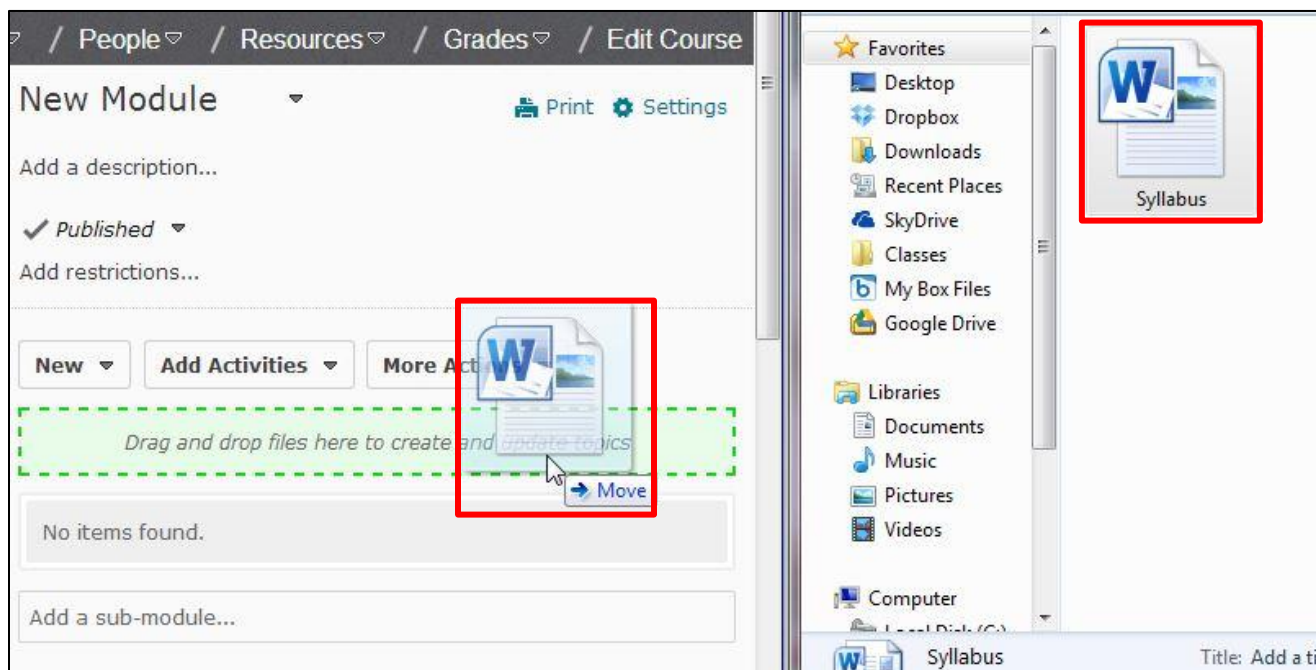 / People / Resources / Grades / Edit Course
New Module
Print Settings
Add a description...
Published
Add restrictions...
New Add Activities More Actions
Drag and drop files here to create and update topics
Move
No items found.
Add a sub-module...
Favorites
Desktop
Dropbox
Downloads
Recent Places
SkyDrive
Classes
My Box Files
Google Drive
Libraries
Documents
Music
Pictures
Videos
Computer
Local Disk (C:)
Syllabus
Syllabus Title: Add a